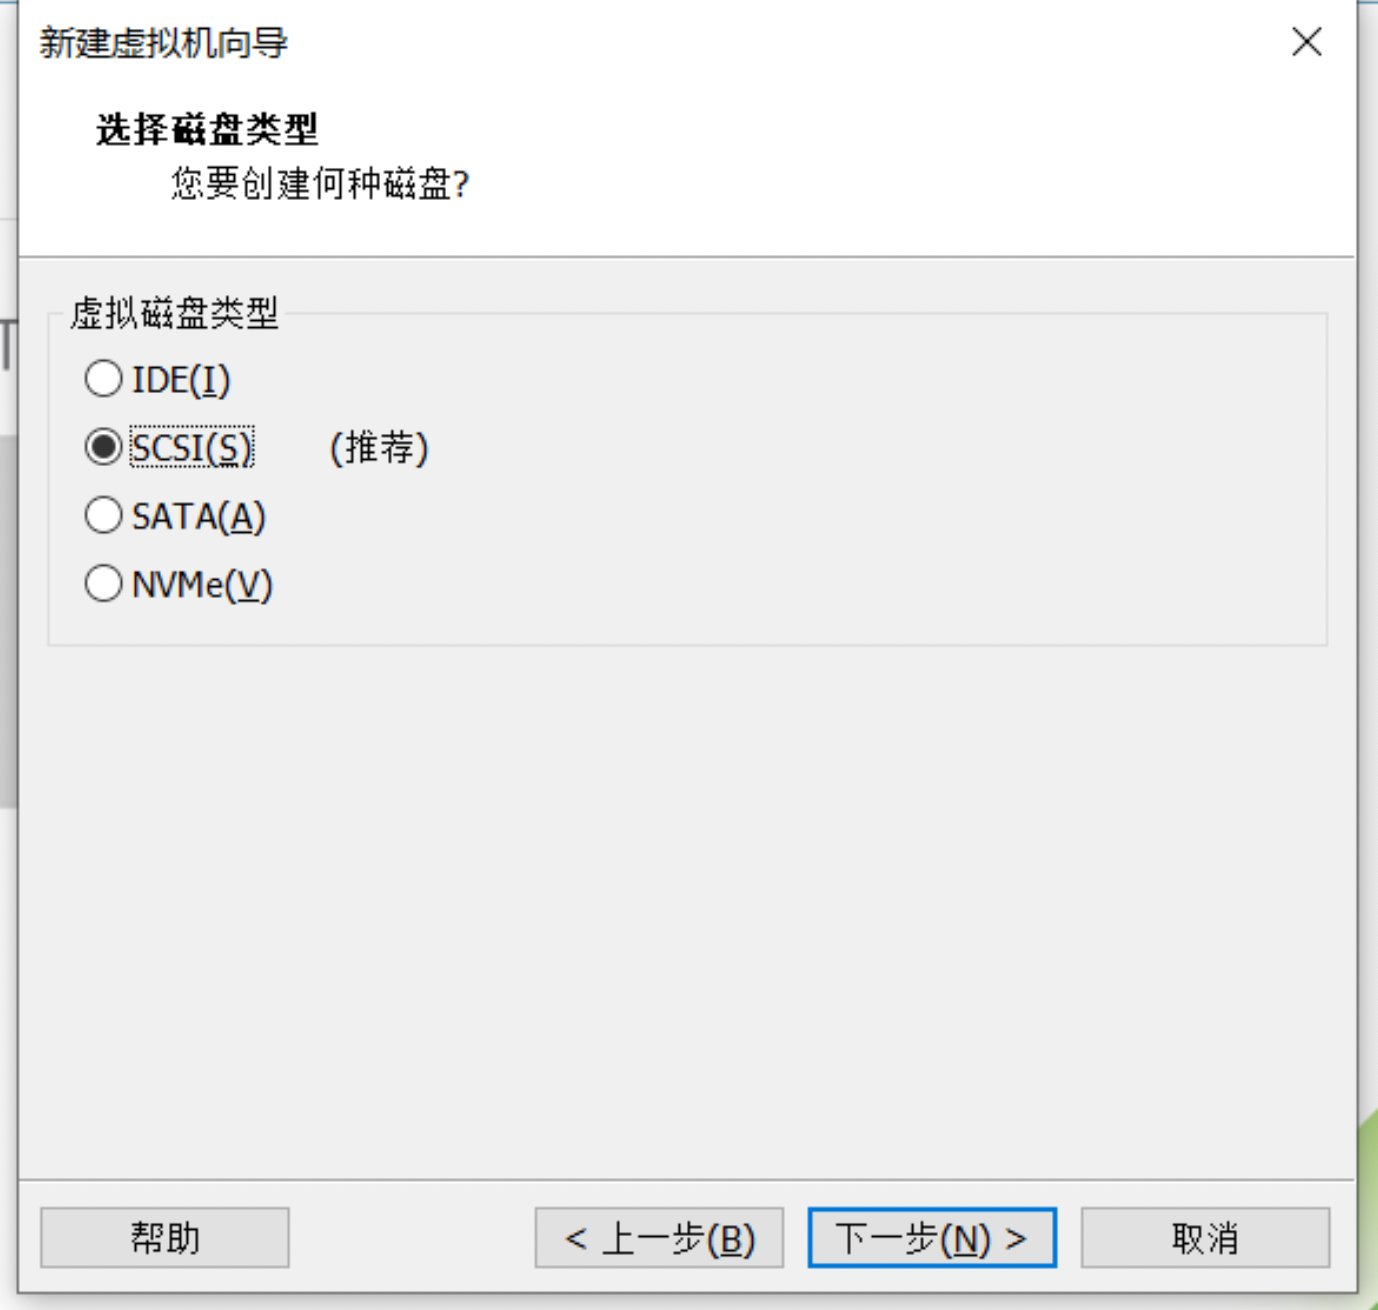 新建虚拟机向导
选择磁盘类型
您要创建何种磁盘?
虚拟磁盘类型
IDE(I)
SCSI(S) (推荐)
SATA(A)
NVMe(V)
帮助 < 上一步(B) 下一步(N) > 取消